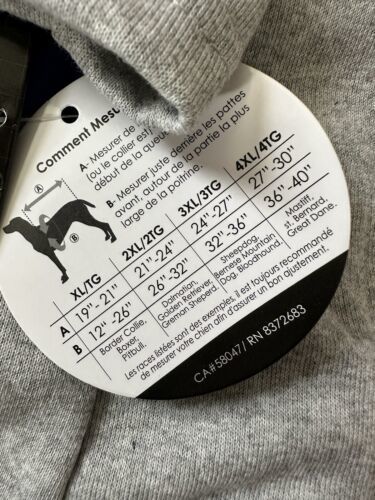 Comment Mesu
A- Mesurer de
(ou le collier est
début de la queue
B- Mesurer juste derrière les pattes
avant, autour de la partie la plus
large de la poitrine.
A
B
XL/TG 2XL/2TG 3XL/3TG 4XL/4TG
A 19"-21" 21"-24" 24"-27" 27"-30"
B 12"-26" 26"-32" 32"-36" 36"-40"
Border Collie, Dalmation, Sheepdog, Mastiff,
Boxer, Golden Retriever, Bernese Mountain st. Bernard,
Pitbull. Greman Sheperd. Dog, Bloodhound. Great Dane.
Les races listées sont des exemples, il est toujours recommandé
de mesurer votre chien afin d'assurer un bon ajustement.
CA#58047/ RN 8372683